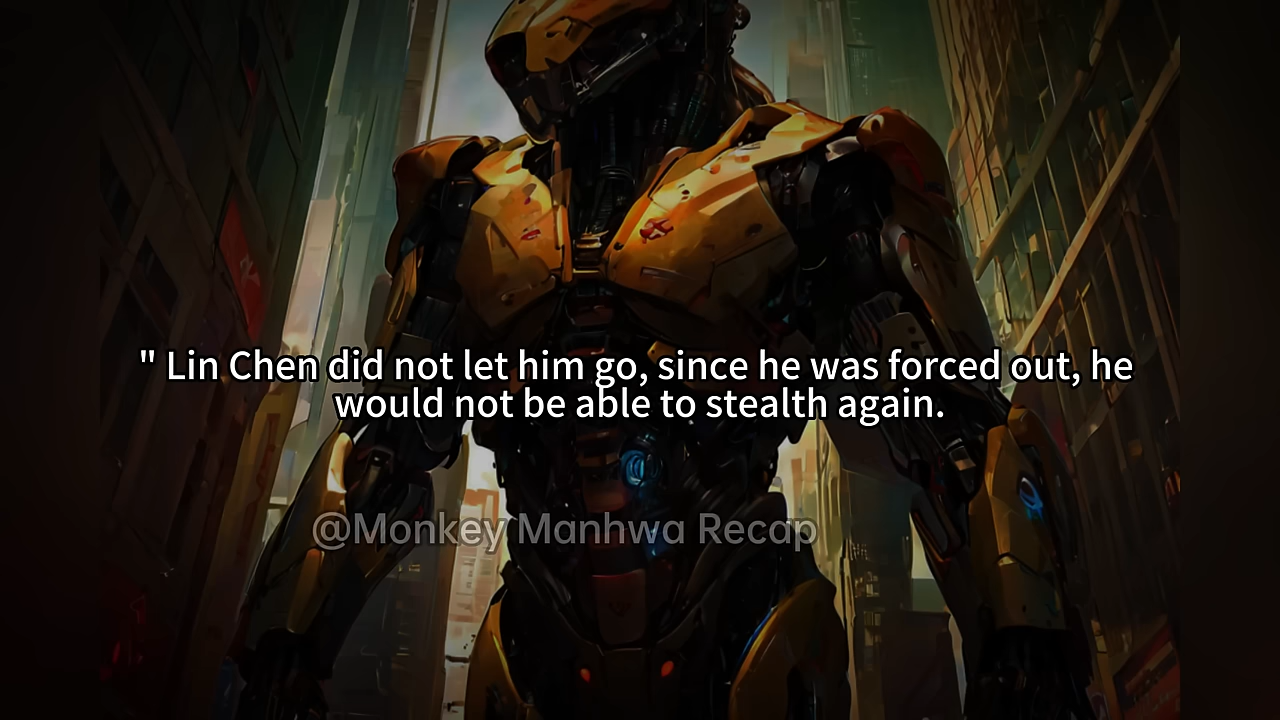 " Lin Chen did not let him go, since he was forced out, he
would not be able to stealth again.
@Monkey Manhwa Recap